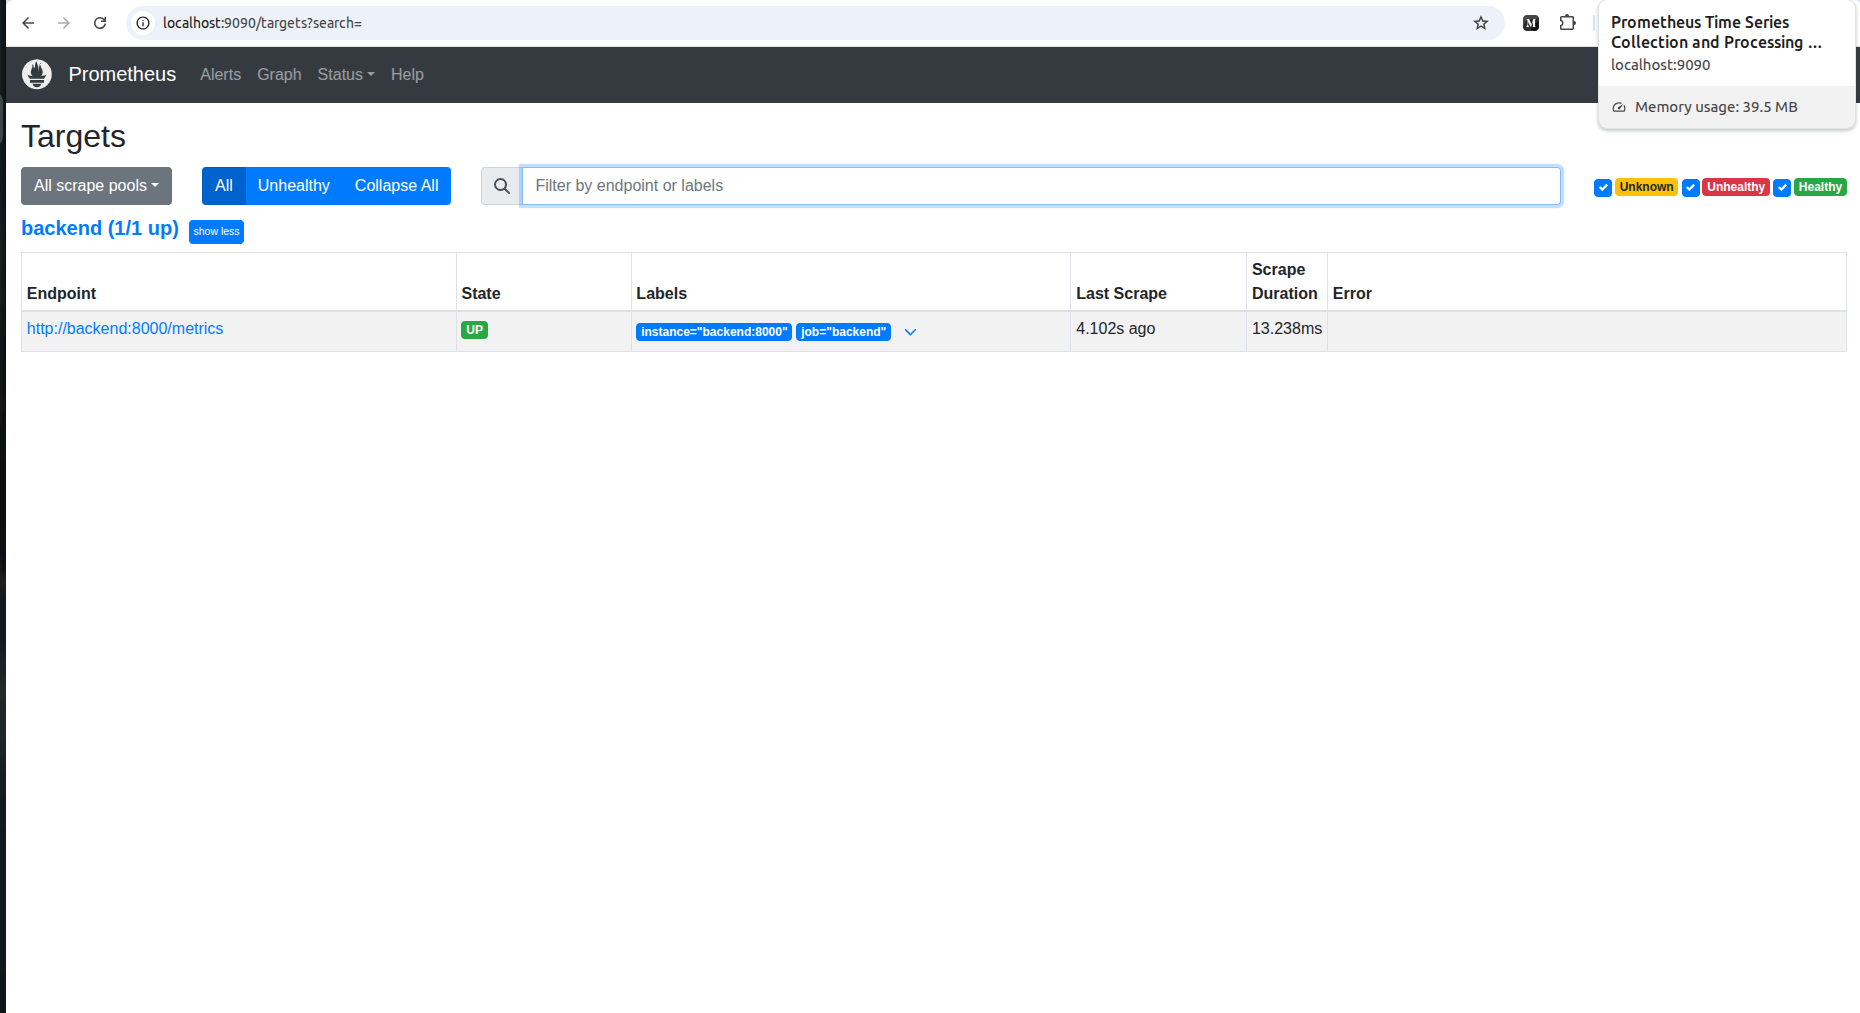 localhost:9090/targets?search=
Prometheus Time Series
Collection and Processing ...
localhost:9090
Memory usage: 39.5 MB
Prometheus Alerts Graph Status Help
Targets
All scrape pools All Unhealthy Collapse All Filter by endpoint or labels Unknown Unhealthy Healthy
backend (1/1 up) show less
Endpoint State Labels Last Scrape Scrape Duration Error
http://backend:8000/metrics UP instance="backend:8000" job="backend" 4.102s ago 13.238ms